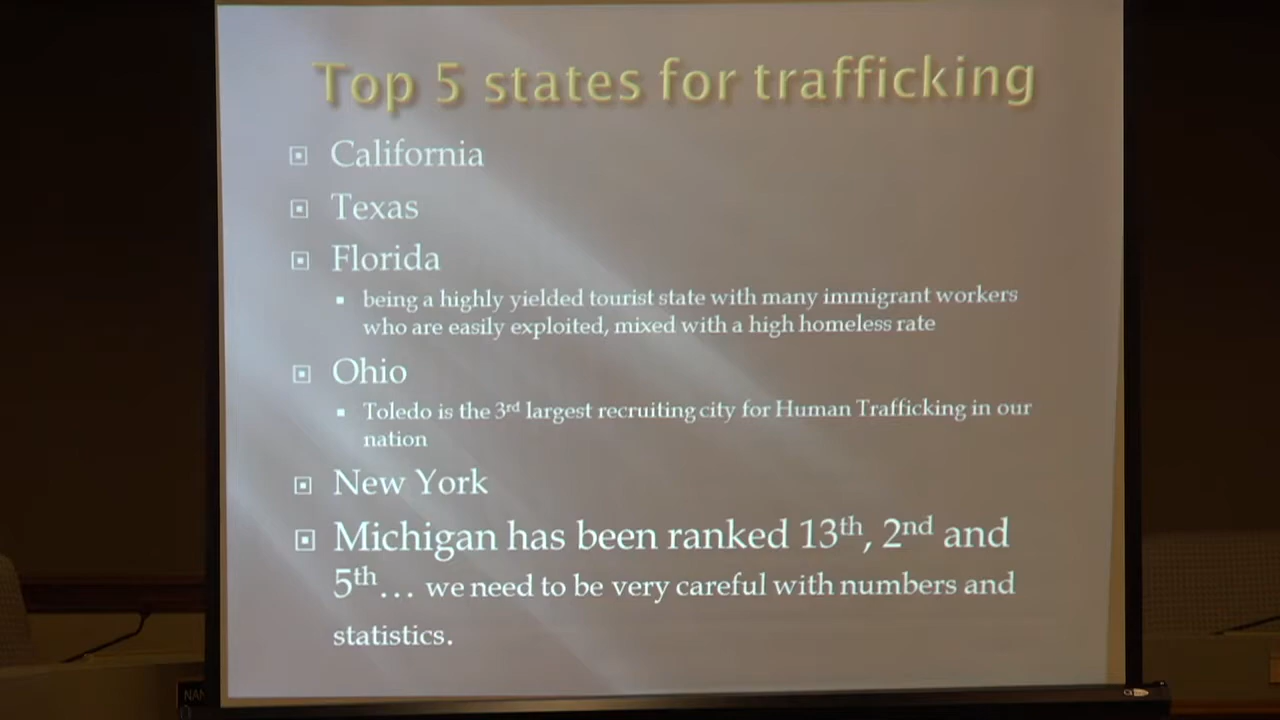 Top 5 states for trafficking
California
Texas
Florida
being a highly yielded tourist state with many immigrant workers
who are easily exploited, mixed with a high homeless rate
Ohio
Toledo is the 3rd largest recruiting city for Human Trafficking in our
nation
New York
Michigan has been ranked 13th, 2nd and
5th... we need to be very careful with numbers and
statistics.
NAN